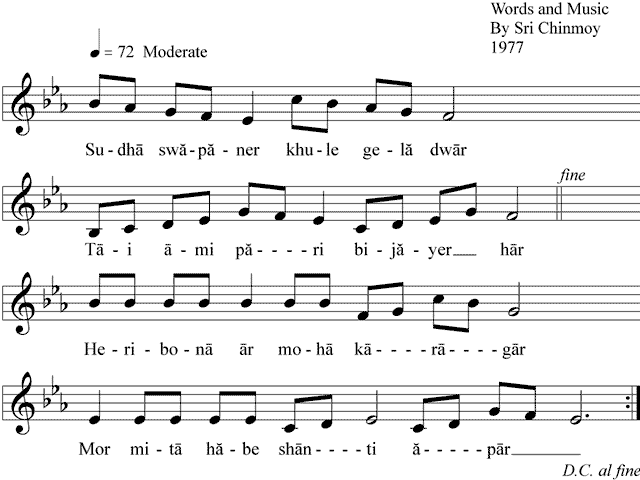 Words and Music
By Sri Chinmoy
1977
= 72 Moderate
Su-dhā swă-pă-ner khu-le ge-lă dwār
fine
Tā-i ā-mi pă----ri bi-jă-yer___ hār
He-ri-bo-nā ār mo-hā kā----rā----gār
Mor mi-tā hă-be shān-----ti ă-----pār_________
D.C. al fine